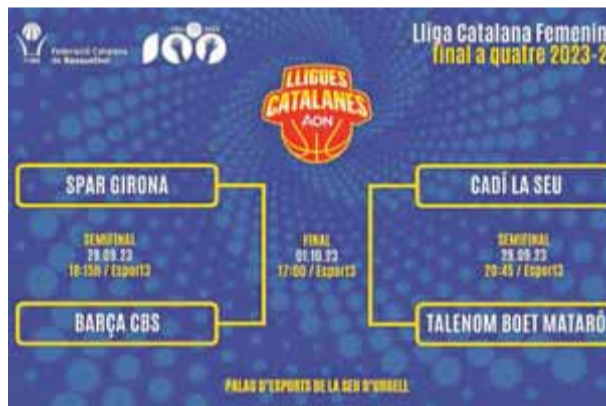 Federació Catalana
de Basquetbol
100
Lliga Catalana Femenin
final a quatre 2023-2
LLIGUES
CATALANES
AON
SPAR GIRONA
CADÍ LA SEU
SEMIFINAL
29.09.23
18:15h / Esport3
FINAL
01.10.23
17:00 / Esport3
SEMIFINAL
29.09.23
20:45 / Esport3
BARÇA CBS
TALENOM BOET MATARÓ
PALAU D'ESPORTS DE LA SEU D'URGELL